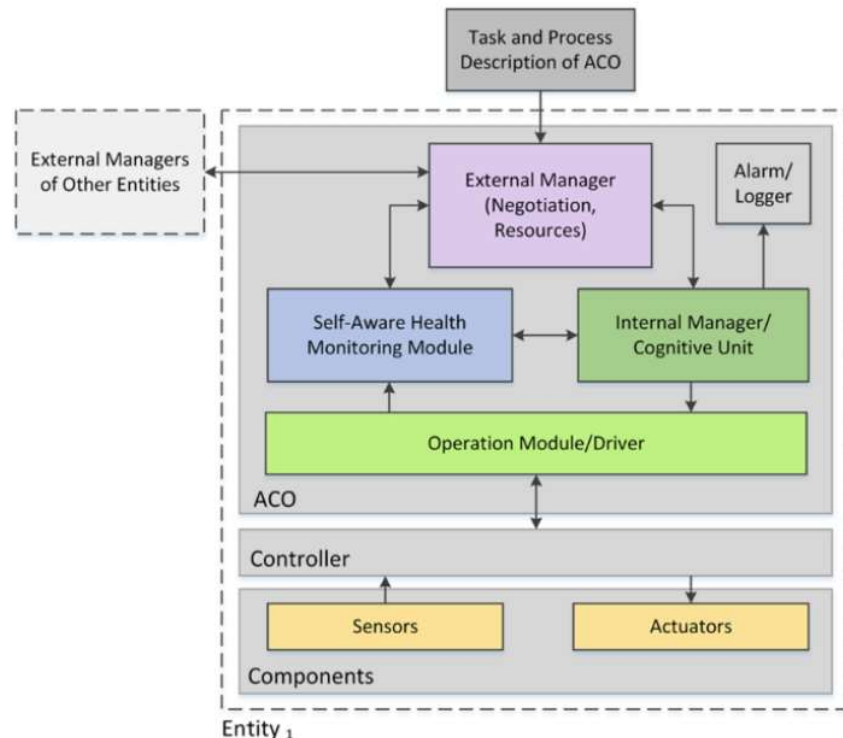 Task and Process
Description of ACO
External Managers
of Other Entities
External Manager
(Negotiation,
Resources)
Alarm/
Logger
Self-Aware Health
Monitoring Module
Internal Manager/
Cognitive Unit
Operation Module/Driver
ACO
Controller
Sensors
Actuators
Components
Entity 1